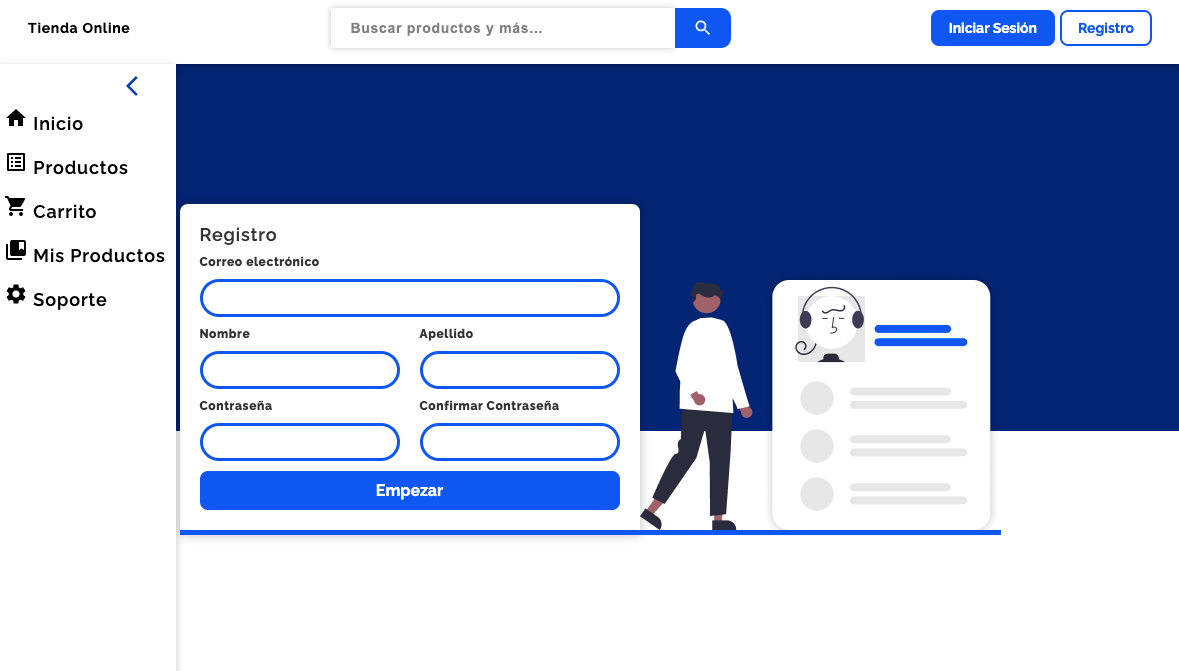 Tienda Online
Buscar productos y más...
Iniciar Sesión
Registro
Inicio
Productos
Carrito
Mis Productos
Soporte
Registro
Correo electrónico
Nombre Apellido
Contraseña Confirmar Contraseña
Empezar